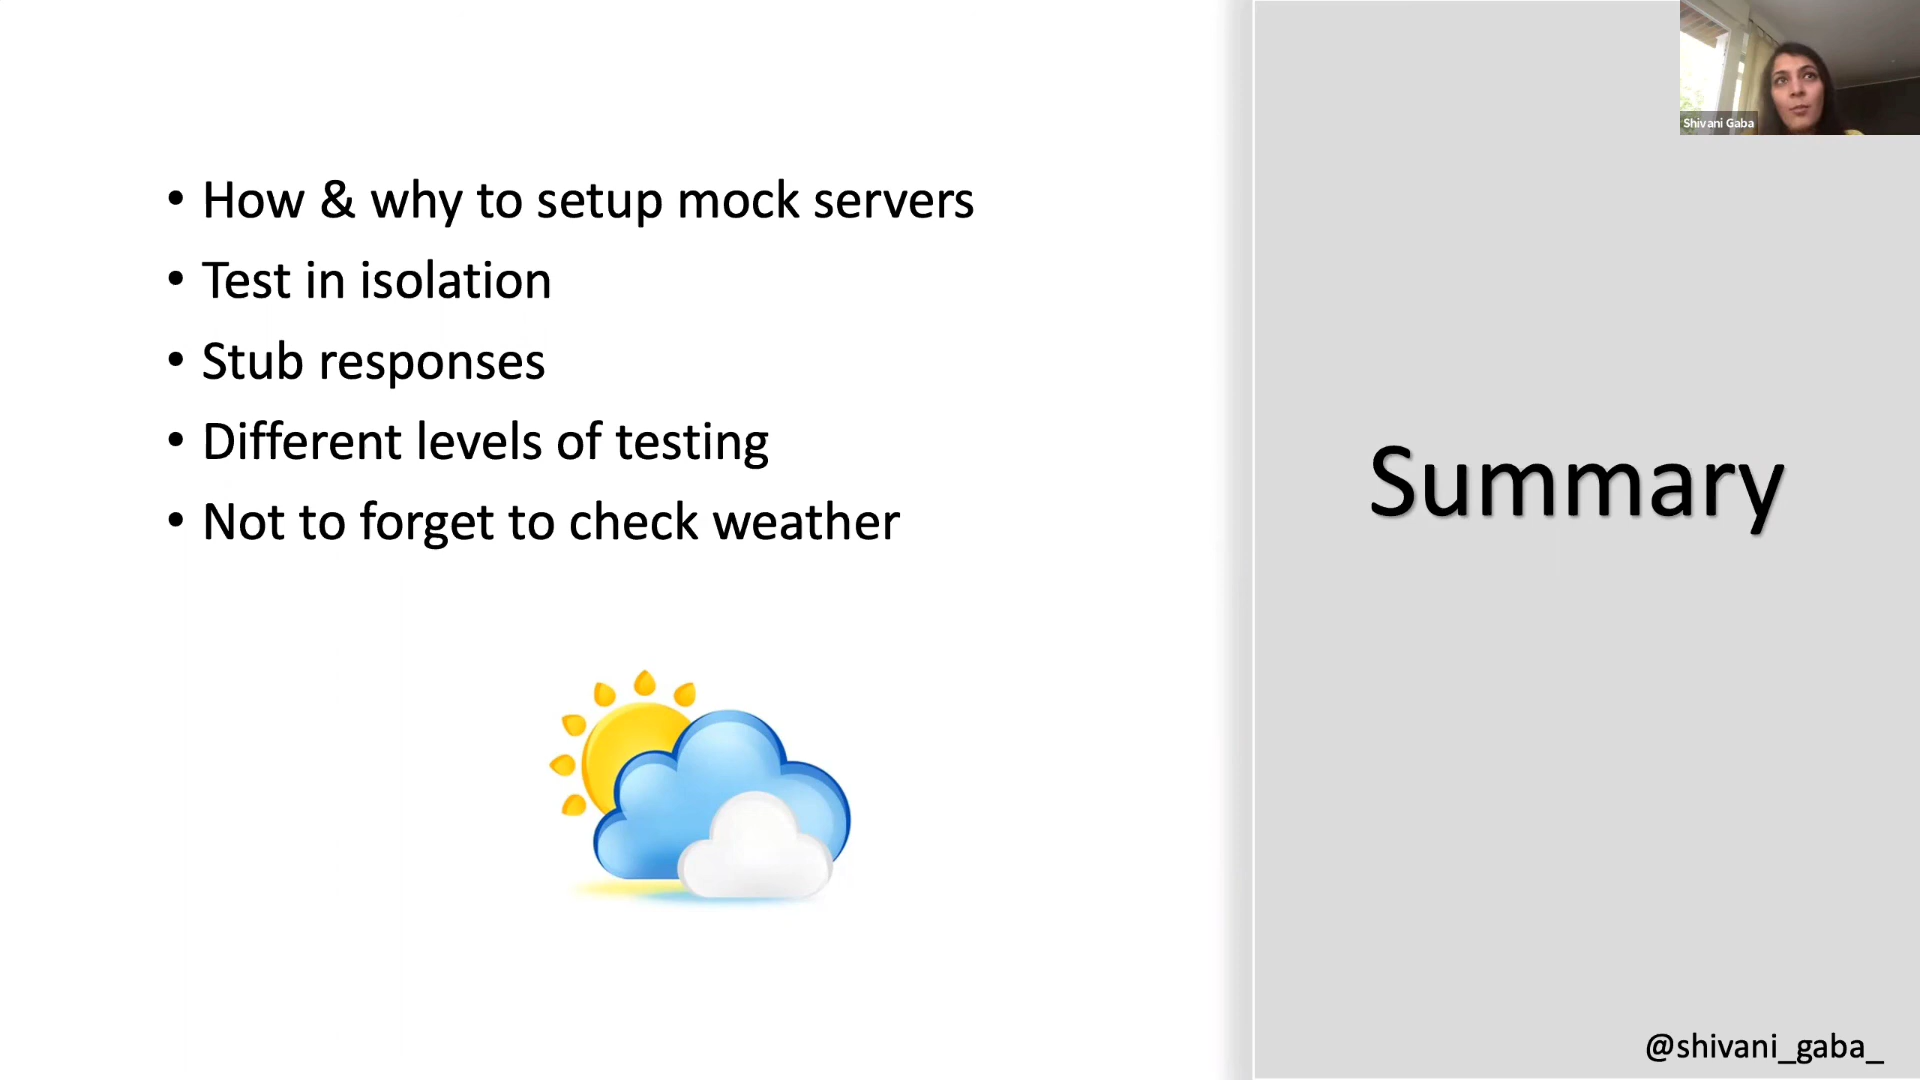 • How & why to setup mock servers
• Test in isolation
• Stub responses
• Different levels of testing
• Not to forget to check weather
Summary
Shivani Gaba
@shivani_gaba_